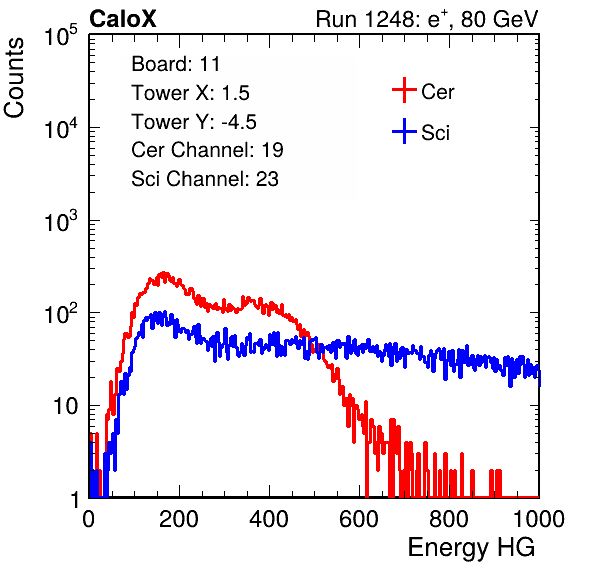 CaloX Run 1248: e⁺, 80 GeV
Board: 11
Tower X: 1.5
Tower Y: -4.5
Cer Channel: 19
Sci Channel: 23
Cer
Sci
Counts
10⁵
10⁴
10³
10²
10
1
0 200 400 600 800 1000
Energy HG